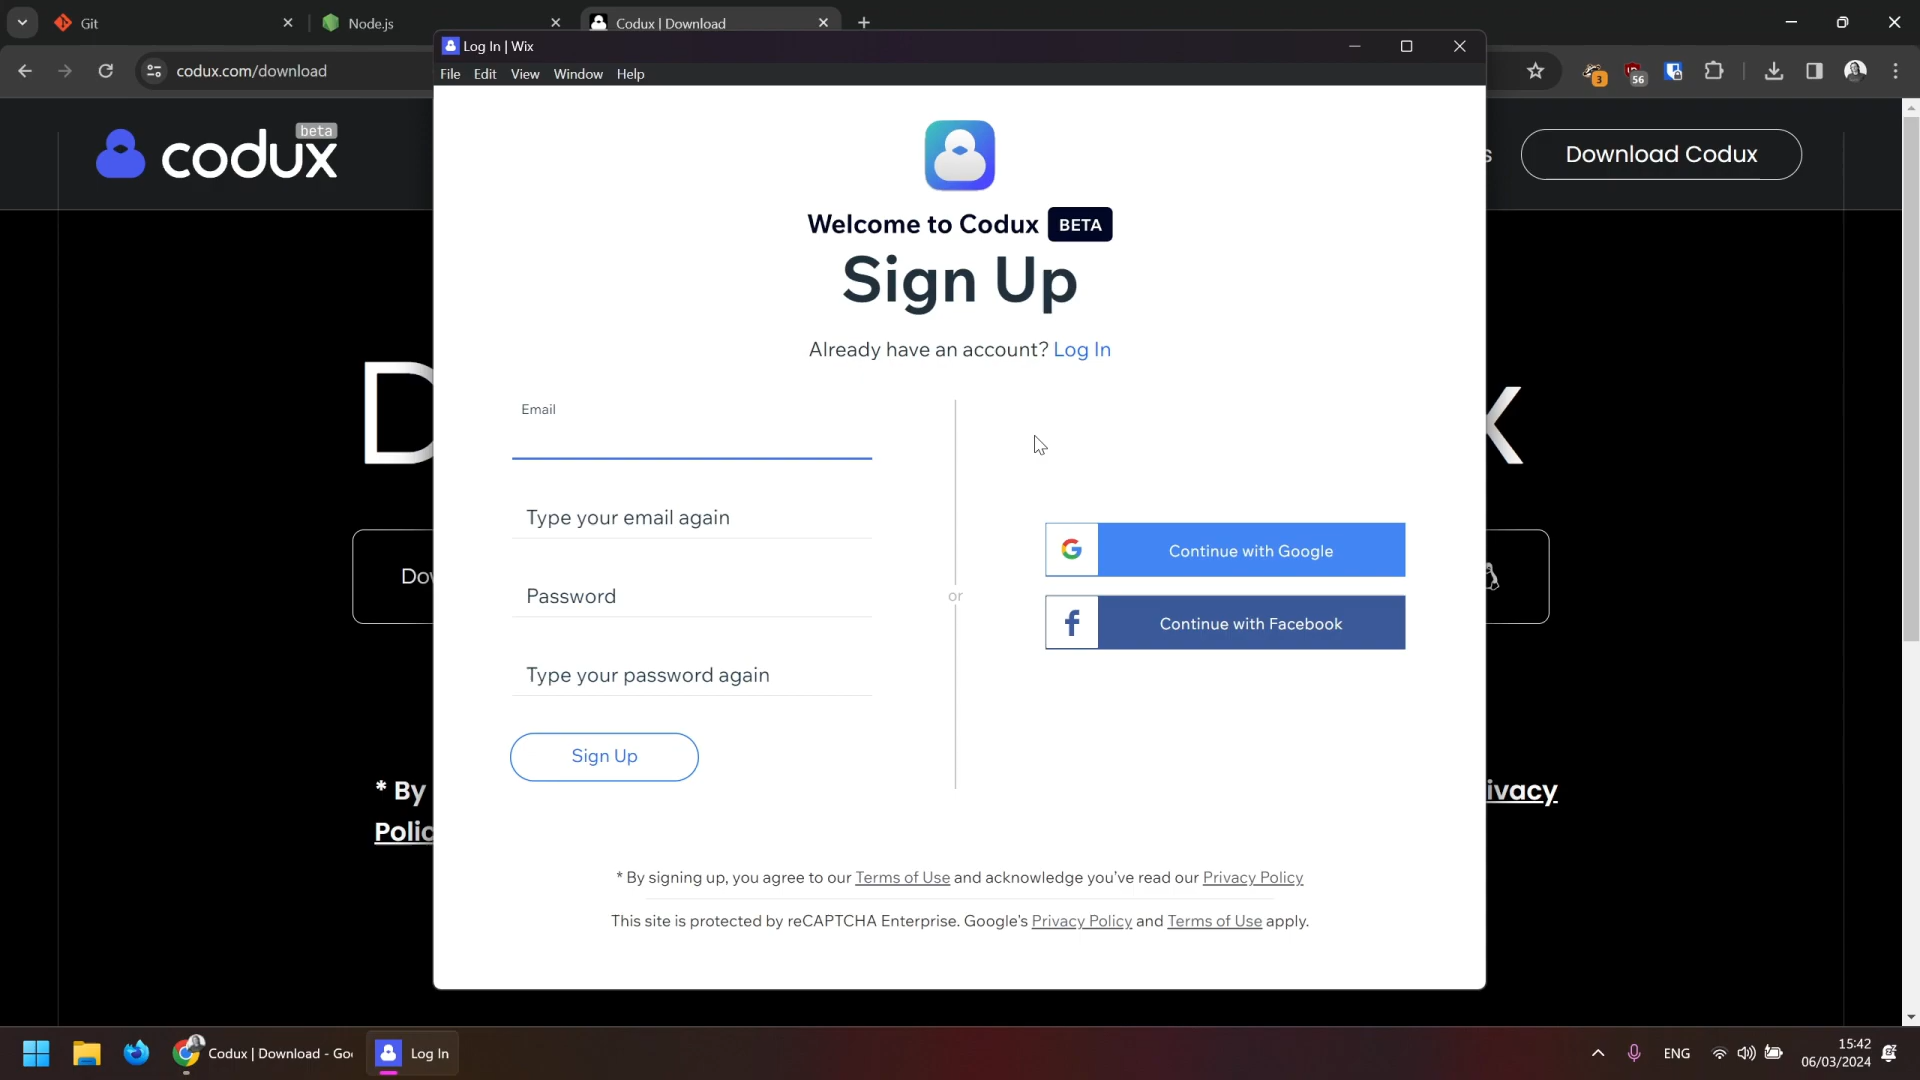 Git
Node.js
Codux | Download
codux.com/download
3
56
Log In | Wix
File Edit View Window Help
codux
beta
s
Download Codux
Welcome to Codux BETA
Sign Up
Already have an account? Log In
D
X
Email
Type your email again
Password
Type your password again
Sign Up
or
Continue with Google
Continue with Facebook
Dow
* By
Polic
ivacy
* By signing up, you agree to our Terms of Use and acknowledge you've read our Privacy Policy
This site is protected by reCAPTCHA Enterprise. Google's Privacy Policy and Terms of Use apply.
Codux | Download - Goo
Log In
ENG
15:42
06/03/2024